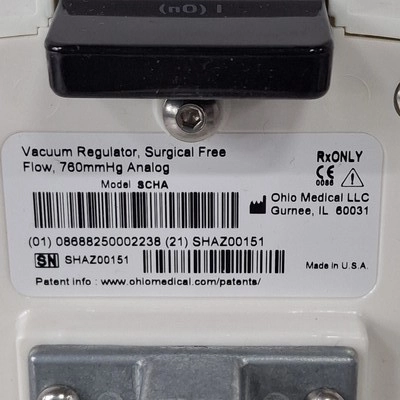 I (On)
Vacuum Regulator, Surgical Free
Flow, 760mmHg Analog
Model SCHA
RxONLY
CE
0086
Ohio Medical LLC
Gurnee, IL 60031
(01) 08688250002238 (21) SHAZ00151
SN SHAZ00151
Made in U.S.A.
Patent info : www.ohiomedical.com/patents/